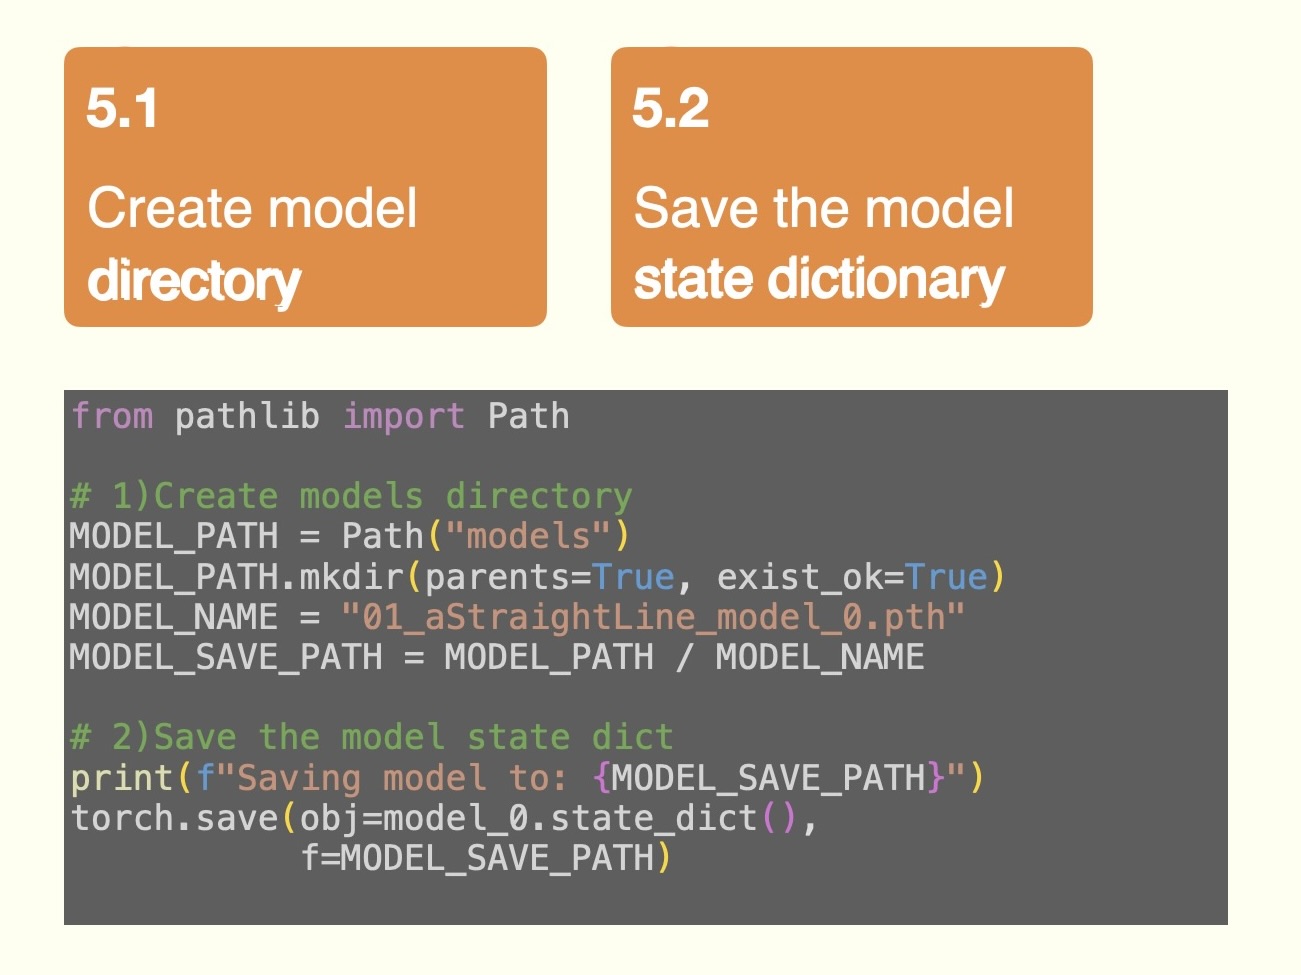 5.1
Create model
directory
5.2
Save the model
state dictionary
from pathlib import Path
# 1)Create models directory
MODEL_PATH = Path("models")
MODEL_PATH.mkdir(parents=True, exist_ok=True)
MODEL_NAME = "01_aStraightLine_model_0.pth"
MODEL_SAVE_PATH = MODEL_PATH / MODEL_NAME
# 2)Save the model state dict
print(f"Saving model to: {MODEL_SAVE_PATH}")
torch.save(obj=model_0.state_dict(),
f=MODEL_SAVE_PATH)